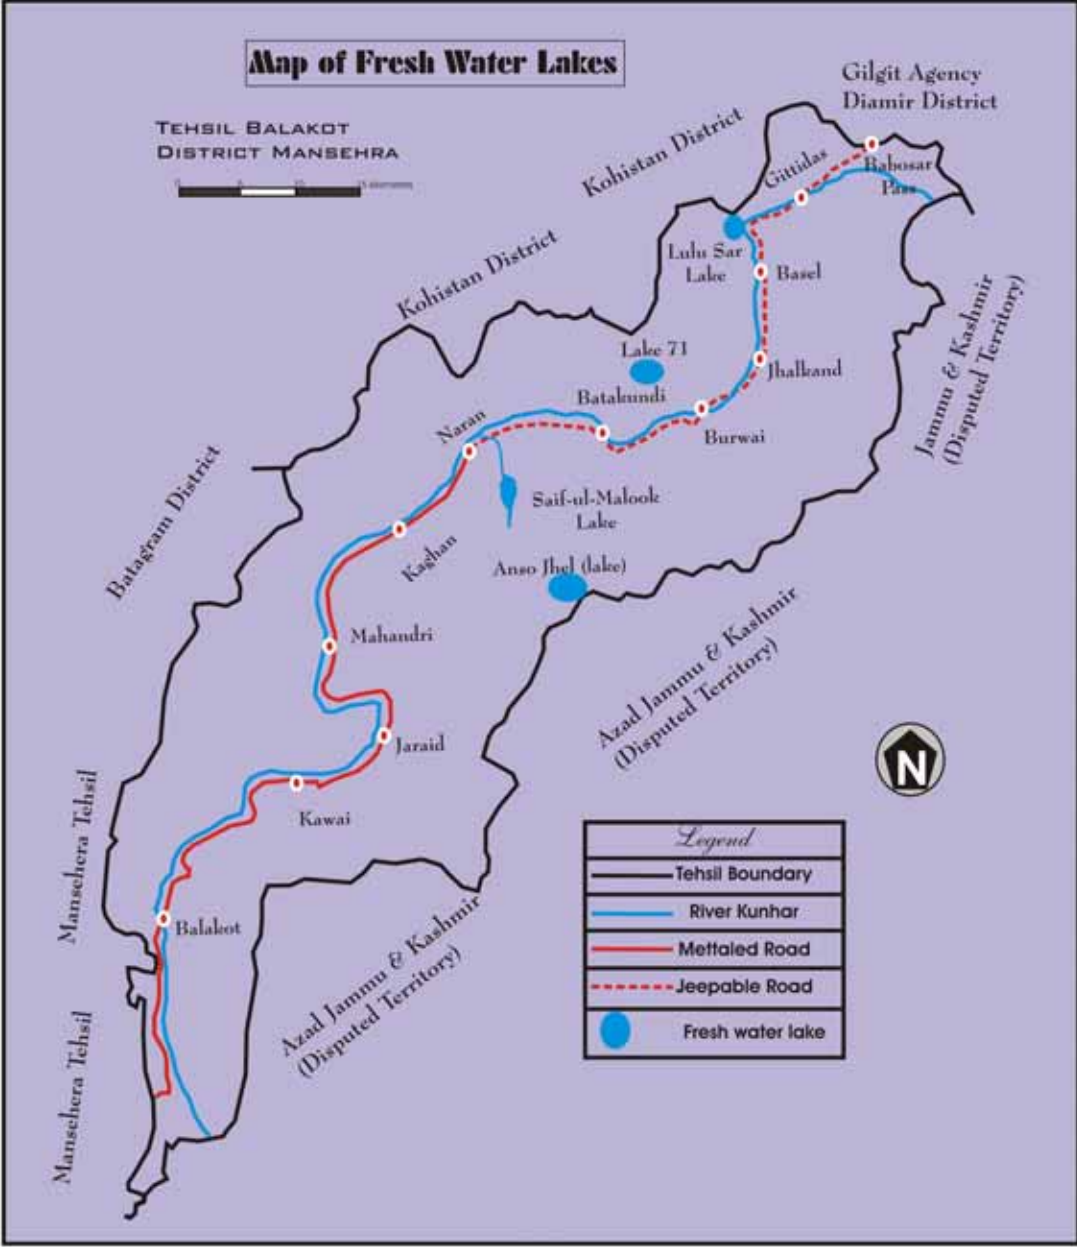 Map of Fresh Water Lakes
TEHSIL BALAKOT
DISTRICT MANSEHRA
Gilgit Agency
Diamir District
Kohistan District
Gittidas
Babosar
Pass
Lulu Sar
Lake
Basel
Kohistan District
Jammu & Kashmir
(Disputed Territory)
Lake 71
Jhalkand
Batakundi
Naran
Burwai
Batagram District
Saif-ul-Malook
Lake
Kaghan
Anso Jhel (lake)
Mahandri
Azad Jammu & Kashmir
(Disputed Territory)
Jaraid
N
Mansehera Tehsil
Kawai
Legend
Tehsil Boundary
River Kunhar
Mettaled Road
Jeepable Road
Fresh water lake
Balakot
Azad Jammu & Kashmir
(Disputed Territory)
Mansehera Tehsil